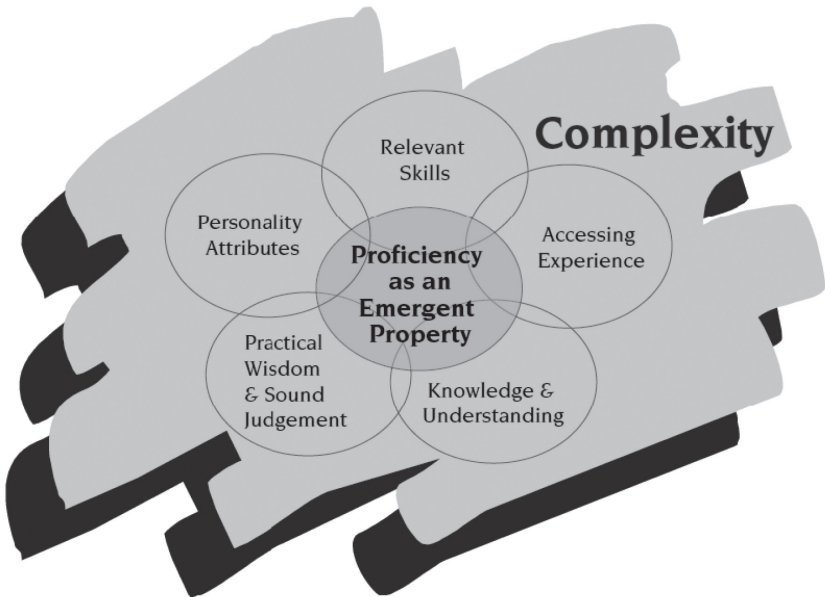 Complexity
Relevant
Skills
Personality
Attributes
Accessing
Experience
Proficiency
as an
Emergent
Property
Practical
Wisdom
& Sound
Judgement
Knowledge &
Understanding